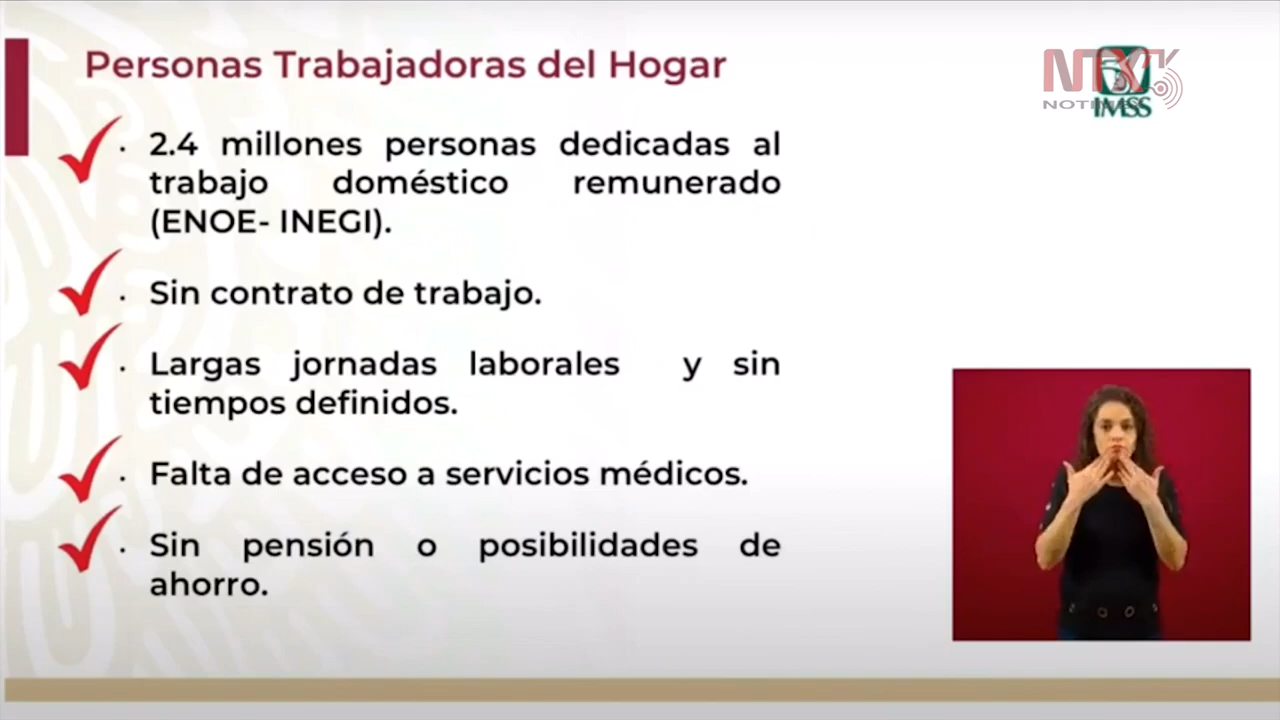 Personas Trabajadoras del Hogar
NTX
IMSS
· 2.4 millones personas dedicadas al
trabajo doméstico remunerado
(ENOE- INEGI).
· Sin contrato de trabajo.
· Largas jornadas laborales y sin
tiempos definidos.
· Falta de acceso a servicios médicos.
· Sin pensión o posibilidades de
ahorro.